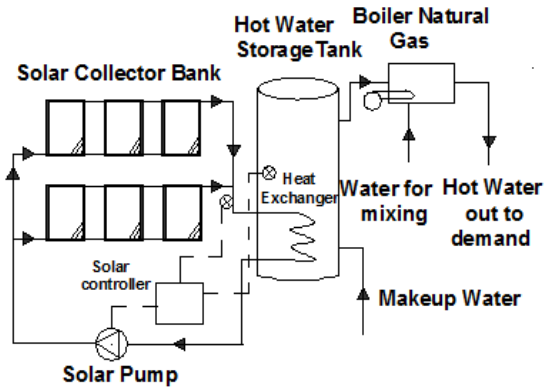 Boiler Natural
Gas
Hot Water
Storage Tank
Solar Collector Bank
Heat
Exchanger
Water for
mixing
Hot Water
out to
demand
Solar
controller
Makeup Water
Solar Pump